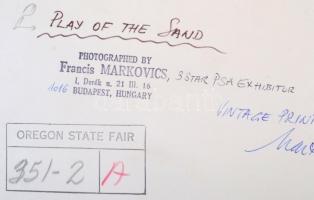 PLAY OF THE SAND
PHOTOGRAPHED BY
Francis MARKOVICS, 3 STAR PSA EXHIBITOR
I. Derék u. 21 III. 16
1016 BUDAPEST, HUNGARY
VINTAGE PRINT
OREGON STATE FAIR
351-2 A